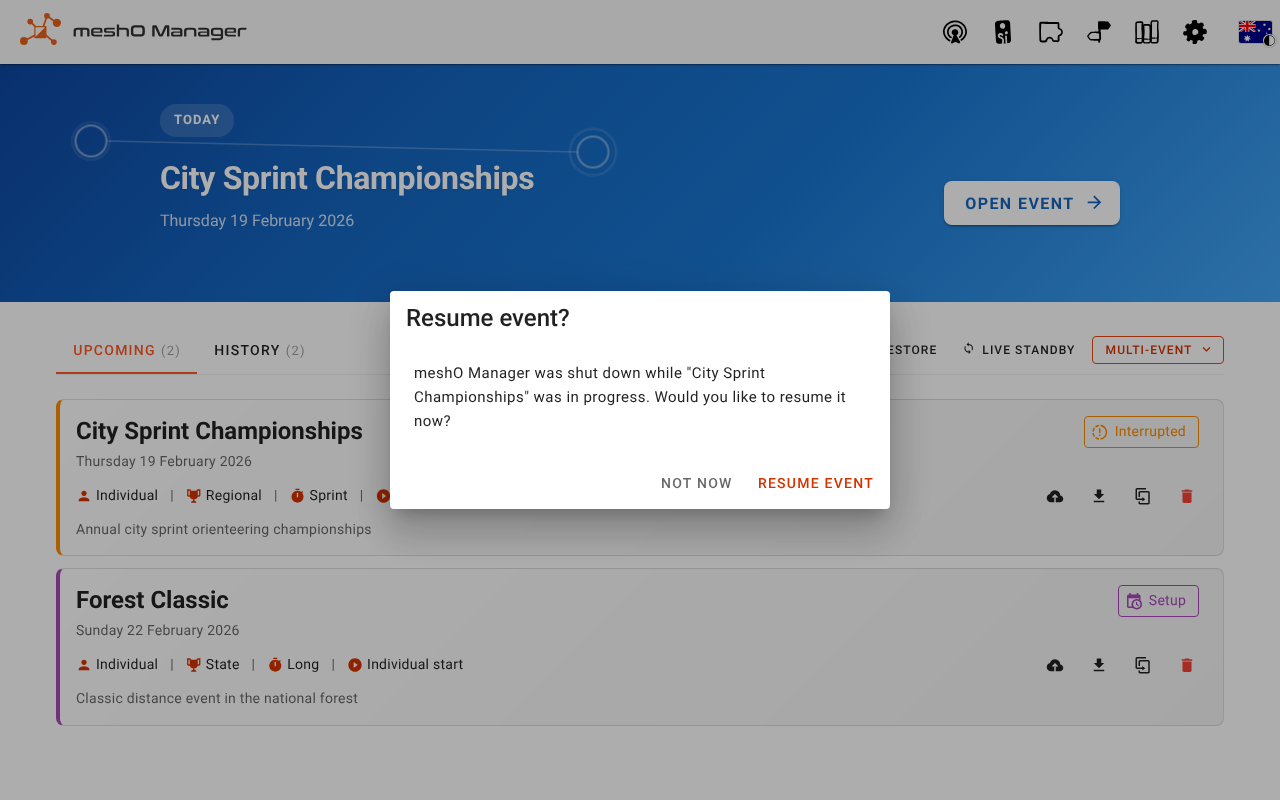 meshO Manager
TODAY
City Sprint Championships
Thursday 19 February 2026
OPEN EVENT
Resume event?
meshO Manager was shut down while "City Sprint
Championships" was in progress. Would you like to resume it
now?
NOT NOW
RESUME EVENT
UPCOMING (2)
HISTORY (2)
LIVE STANDBY
MULTI-EVENT
City Sprint Championships
Interrupted
Thursday 19 February 2026
Individual | Regional | Sprint |
Annual city sprint orienteering championships
Forest Classic
Setup
Sunday 22 February 2026
Individual | State | Long | Individual start
Classic distance event in the national forest